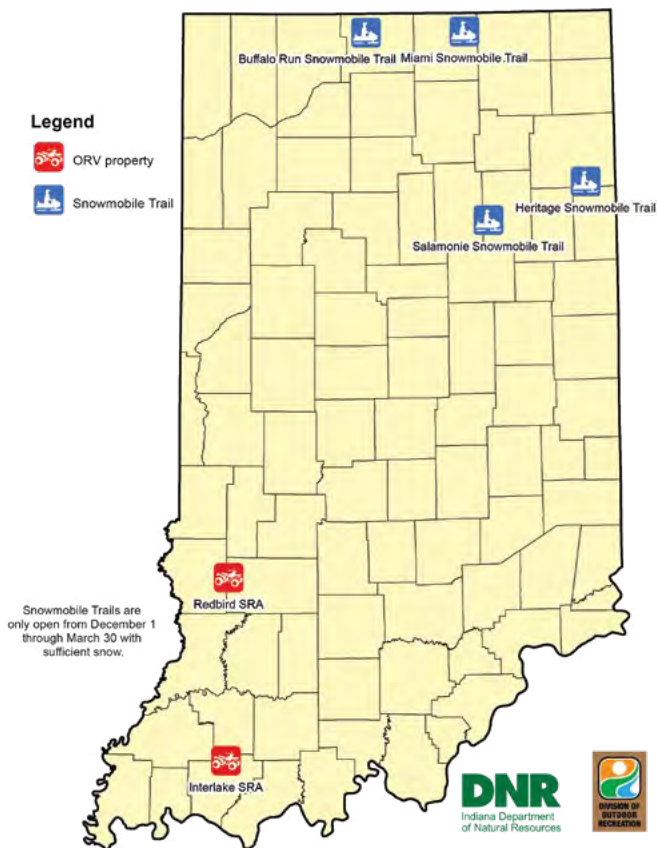 Buffalo Run Snowmobile Trail
Miami Snowmobile Trail
Legend
ORV property
Snowmobile Trail
Heritage Snowmobile Trail
Salamonie Snowmobile Trail
Redbird SRA
Snowmobile Trails are
only open from December 1
through March 30 with
sufficient snow.
Interlake SRA
DNR
Indiana Department
of Natural Resources
DIVISION OF
OUTDOOR
RECREATION